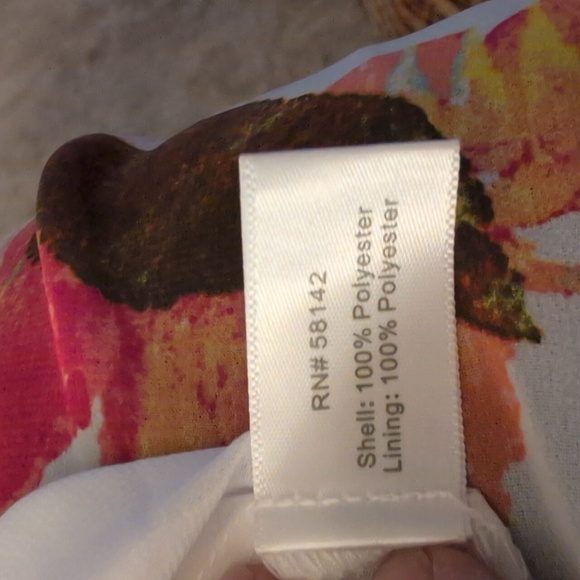 RN# 58142
Shell: 100% Polyester
Lining: 100% Polyester